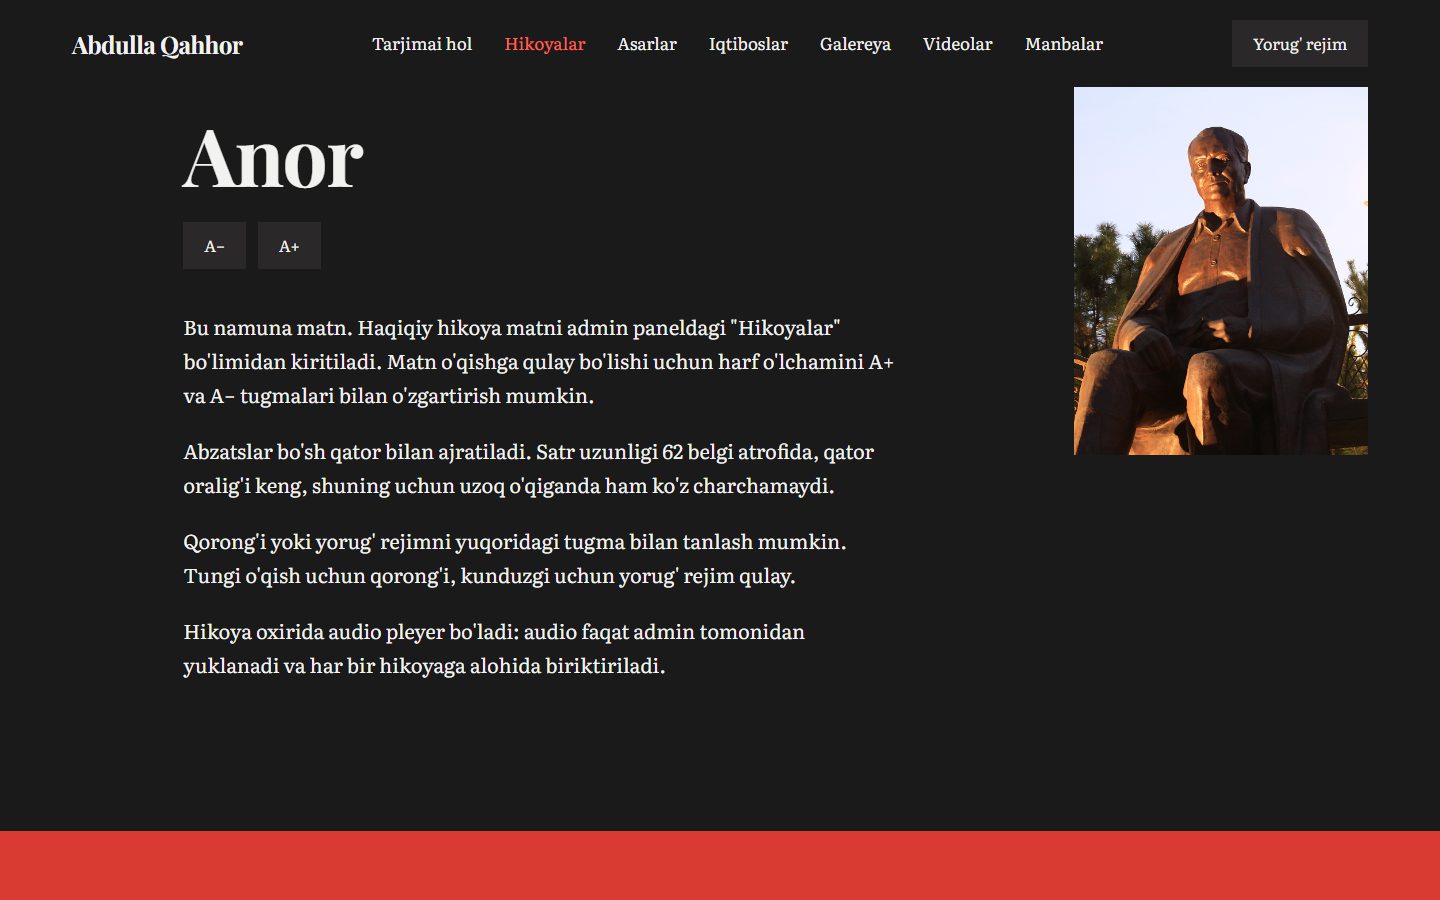 Abdulla Qahhor
Tarjimai hol
Hikoyalar
Asarlar
Iqtiboslar
Galereya
Videolar
Manbalar
Yorug' rejim
Anor
A−
A+
Bu namuna matn. Haqiqiy hikoya matni admin paneldagi "Hikoyalar"
bo'limidan kiritiladi. Matn o'qishga qulay bo'lishi uchun harf o'lchamini A+
va A− tugmalari bilan o'zgartirish mumkin.
Abzatslar bo'sh qator bilan ajratiladi. Satr uzunligi 62 belgi atrofida, qator
oralig'i keng, shuning uchun uzoq o'qiganda ham ko'z charchamaydi.
Qorong'i yoki yorug' rejimni yuqoridagi tugma bilan tanlash mumkin.
Tungi o'qish uchun qorong'i, kunduzgi uchun yorug' rejim qulay.
Hikoya oxirida audio pleyer bo'ladi: audio faqat admin tomonidan
yuklanadi va har bir hikoyaga alohida biriktiriladi.